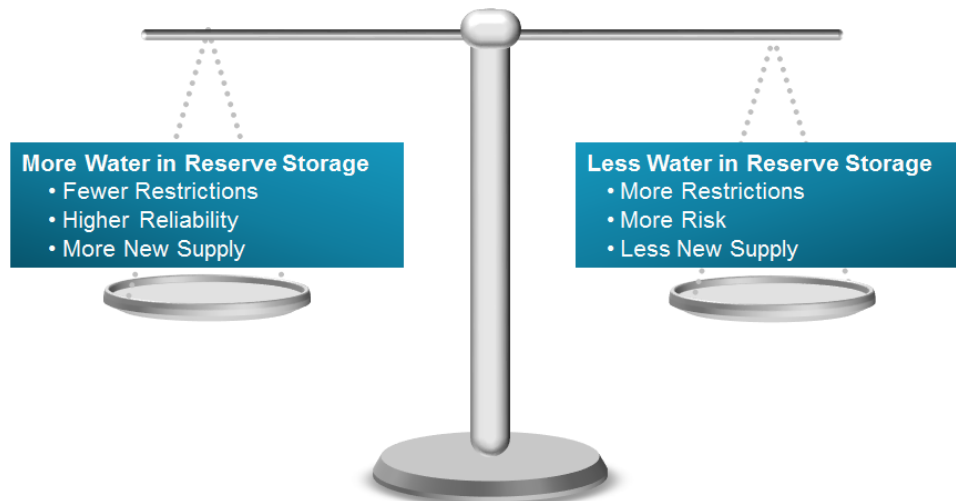 More Water in Reserve Storage
• Fewer Restrictions
• Higher Reliability
• More New Supply
Less Water in Reserve Storage
• More Restrictions
• More Risk
• Less New Supply